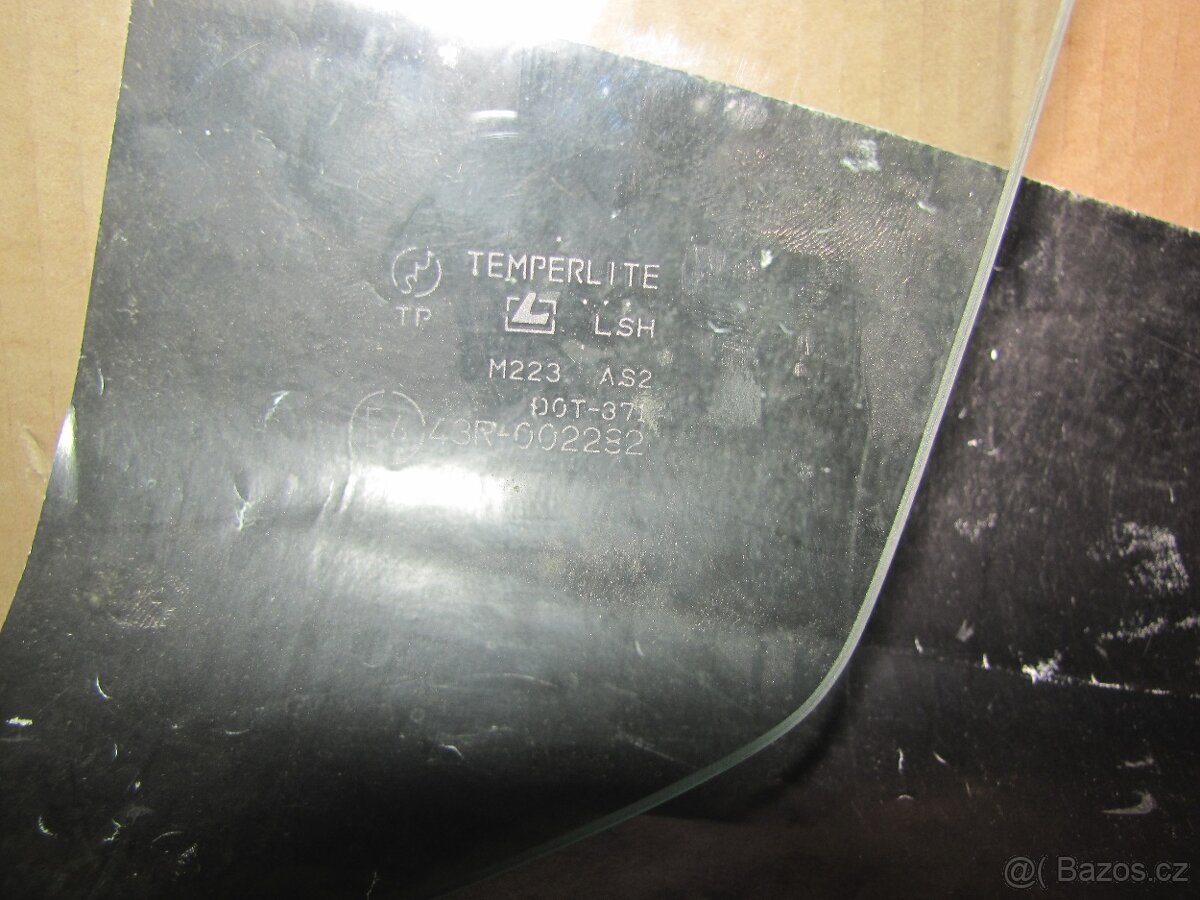 TEMPERLITE
TP LSH
M223 AS2
DOT-371
E4 43R-002282
@( Bazos.cz